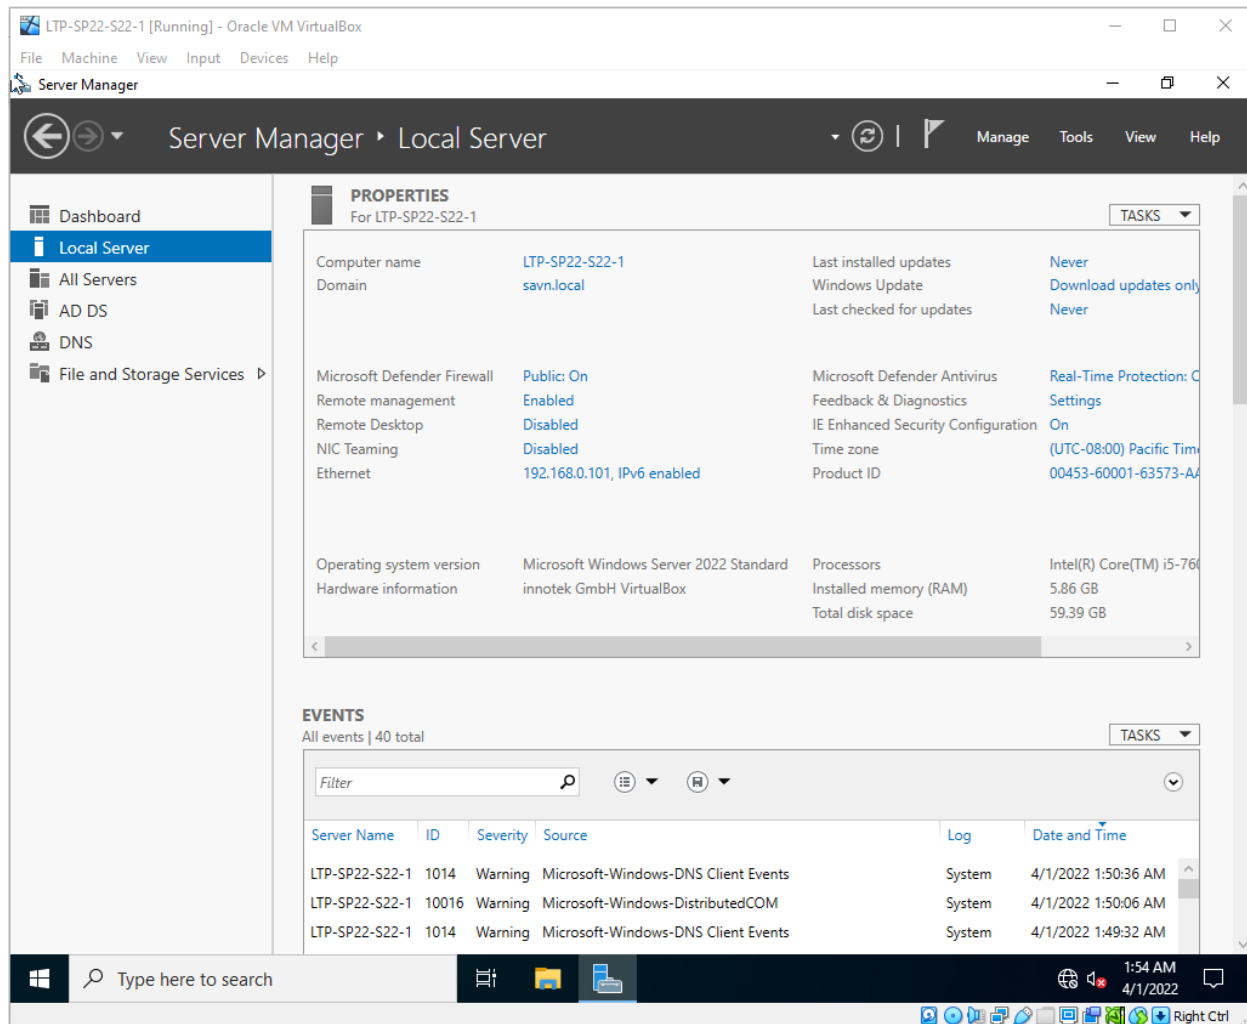 LTP-SP22-S22-1 [Running] - Oracle VM VirtualBox
File Machine View Input Devices Help
Server Manager
Server Manager • Local Server
Manage Tools View Help
Dashboard
Local Server
All Servers
AD DS
DNS
File and Storage Services
PROPERTIES
For LTP-SP22-S22-1
TASKS
Computer name LTP-SP22-S22-1 Last installed updates Never
Domain savn.local Windows Update Download updates only
Last checked for updates Never
Microsoft Defender Firewall Public: On Microsoft Defender Antivirus Real-Time Protection:
Remote management Enabled Feedback & Diagnostics Settings
Remote Desktop Disabled IE Enhanced Security Configuration On
NIC Teaming Disabled Time zone (UTC-08:00) Pacific Time
Ethernet 192.168.0.101, IPv6 enabled Product ID 00453-60001-63573-AA
Operating system version Microsoft Windows Server 2022 Standard Processors Intel(R) Core(TM) i5-760
Hardware information innotek GmbH VirtualBox Installed memory (RAM) 5.86 GB
Total disk space 59.39 GB
EVENTS
All events | 40 total
TASKS
Filter
Server Name ID Severity Source Log Date and Time
LTP-SP22-S22-1 1014 Warning Microsoft-Windows-DNS Client Events System 4/1/2022 1:50:36 AM
LTP-SP22-S22-1 10016 Warning Microsoft-Windows-DistributedCOM System 4/1/2022 1:50:06 AM
LTP-SP22-S22-1 1014 Warning Microsoft-Windows-DNS Client Events System 4/1/2022 1:49:32 AM
Type here to search
1:54 AM
4/1/2022
Right Ctrl